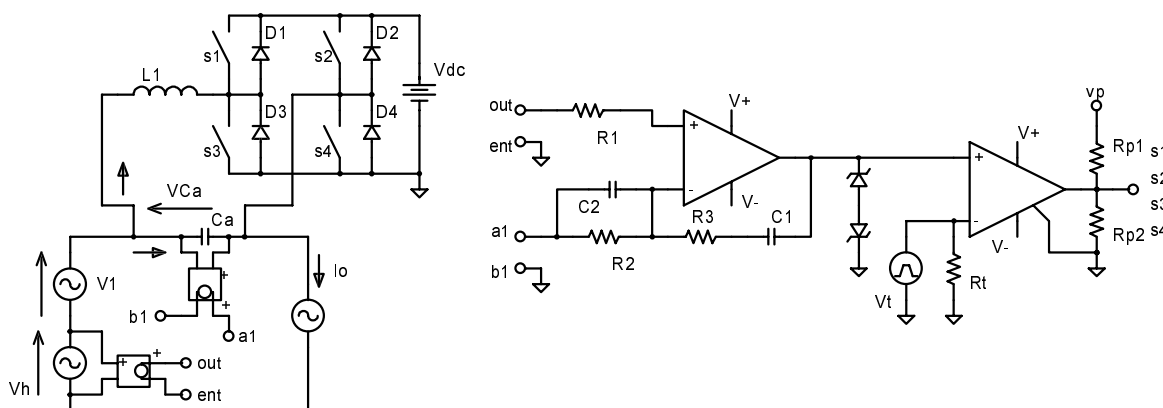 D1
D2
s1
s2
Vdc
L1
D3
D4
s3
s4
VCa
Ca
V1
Io
+
+
b1
a1
Vh
+
+
out
ent
out
R1
ent
+
V+
-
V-
C2
a1
R2
R3
C1
b1
+
V+
-
V-
Vt
Rt
vp
Rp1
Rp2
s1
s2
s3
s4